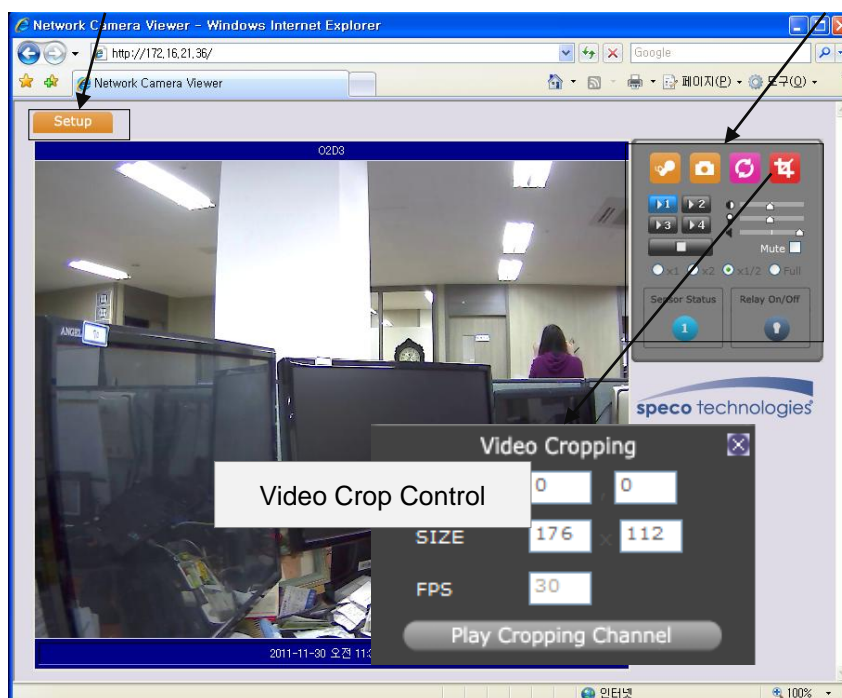 Network Camera Viewer - Windows Internet Explorer
http://172,16,21,36/
Google
Network Camera Viewer
페이지(P)
도구(O)
Setup
O2D3
1 2
3 4
Mute
x1 x2 x1/2 Full
Sensor Status Relay On/Off
1
speco technologies
ANGEL
Video Cropping
0 , 0
Video Crop Control
SIZE 176 x 112
FPS 30
Play Cropping Channel
2011-11-30 오전 11:
인터넷
100%